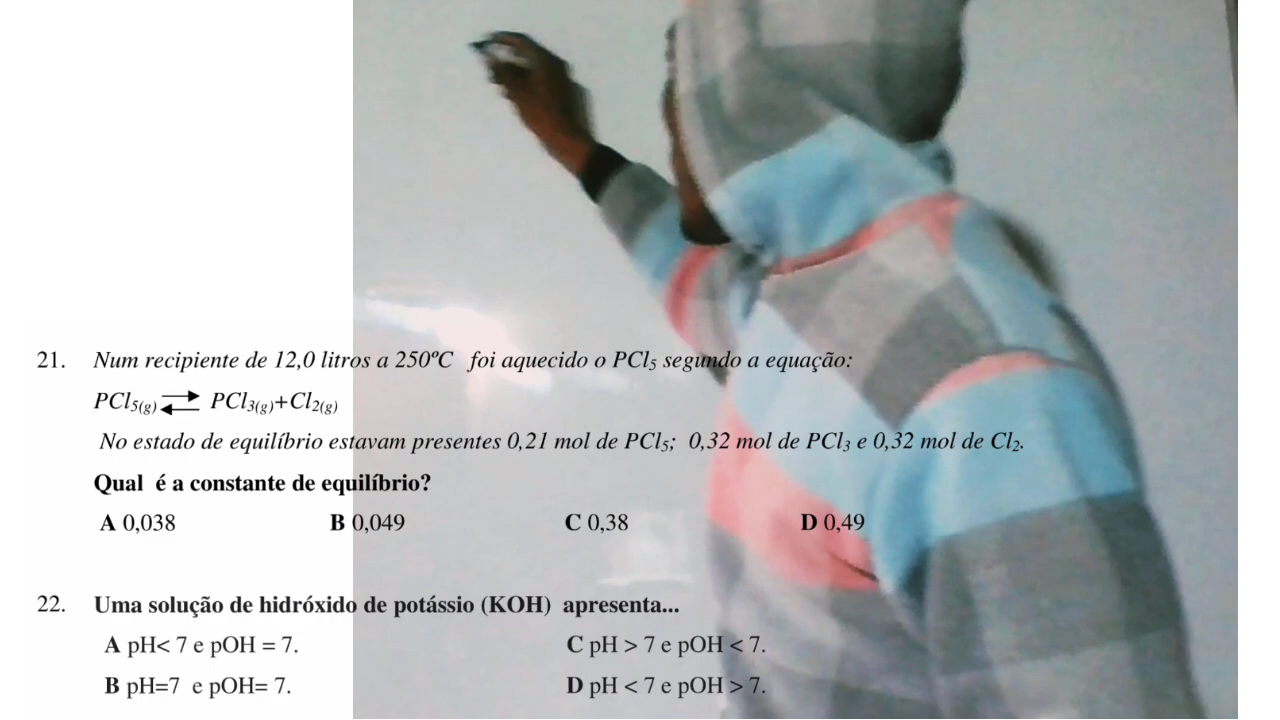 21. Num recipiente de 12,0 litros a 250ºC foi aquecido o PCl₅ segundo a equação:
PCl₅(g) ⇄ PCl₃(g)+Cl₂(g)
No estado de equilíbrio estavam presentes 0,21 mol de PCl₅; 0,32 mol de PCl₃ e 0,32 mol de Cl₂.
Qual é a constante de equilíbrio?
A 0,038 B 0,049 C 0,38 D 0,49
22. Uma solução de hidróxido de potássio (KOH) apresenta...
A pH< 7 e pOH = 7. C pH > 7 e pOH < 7.
B pH=7 e pOH= 7. D pH < 7 e pOH > 7.